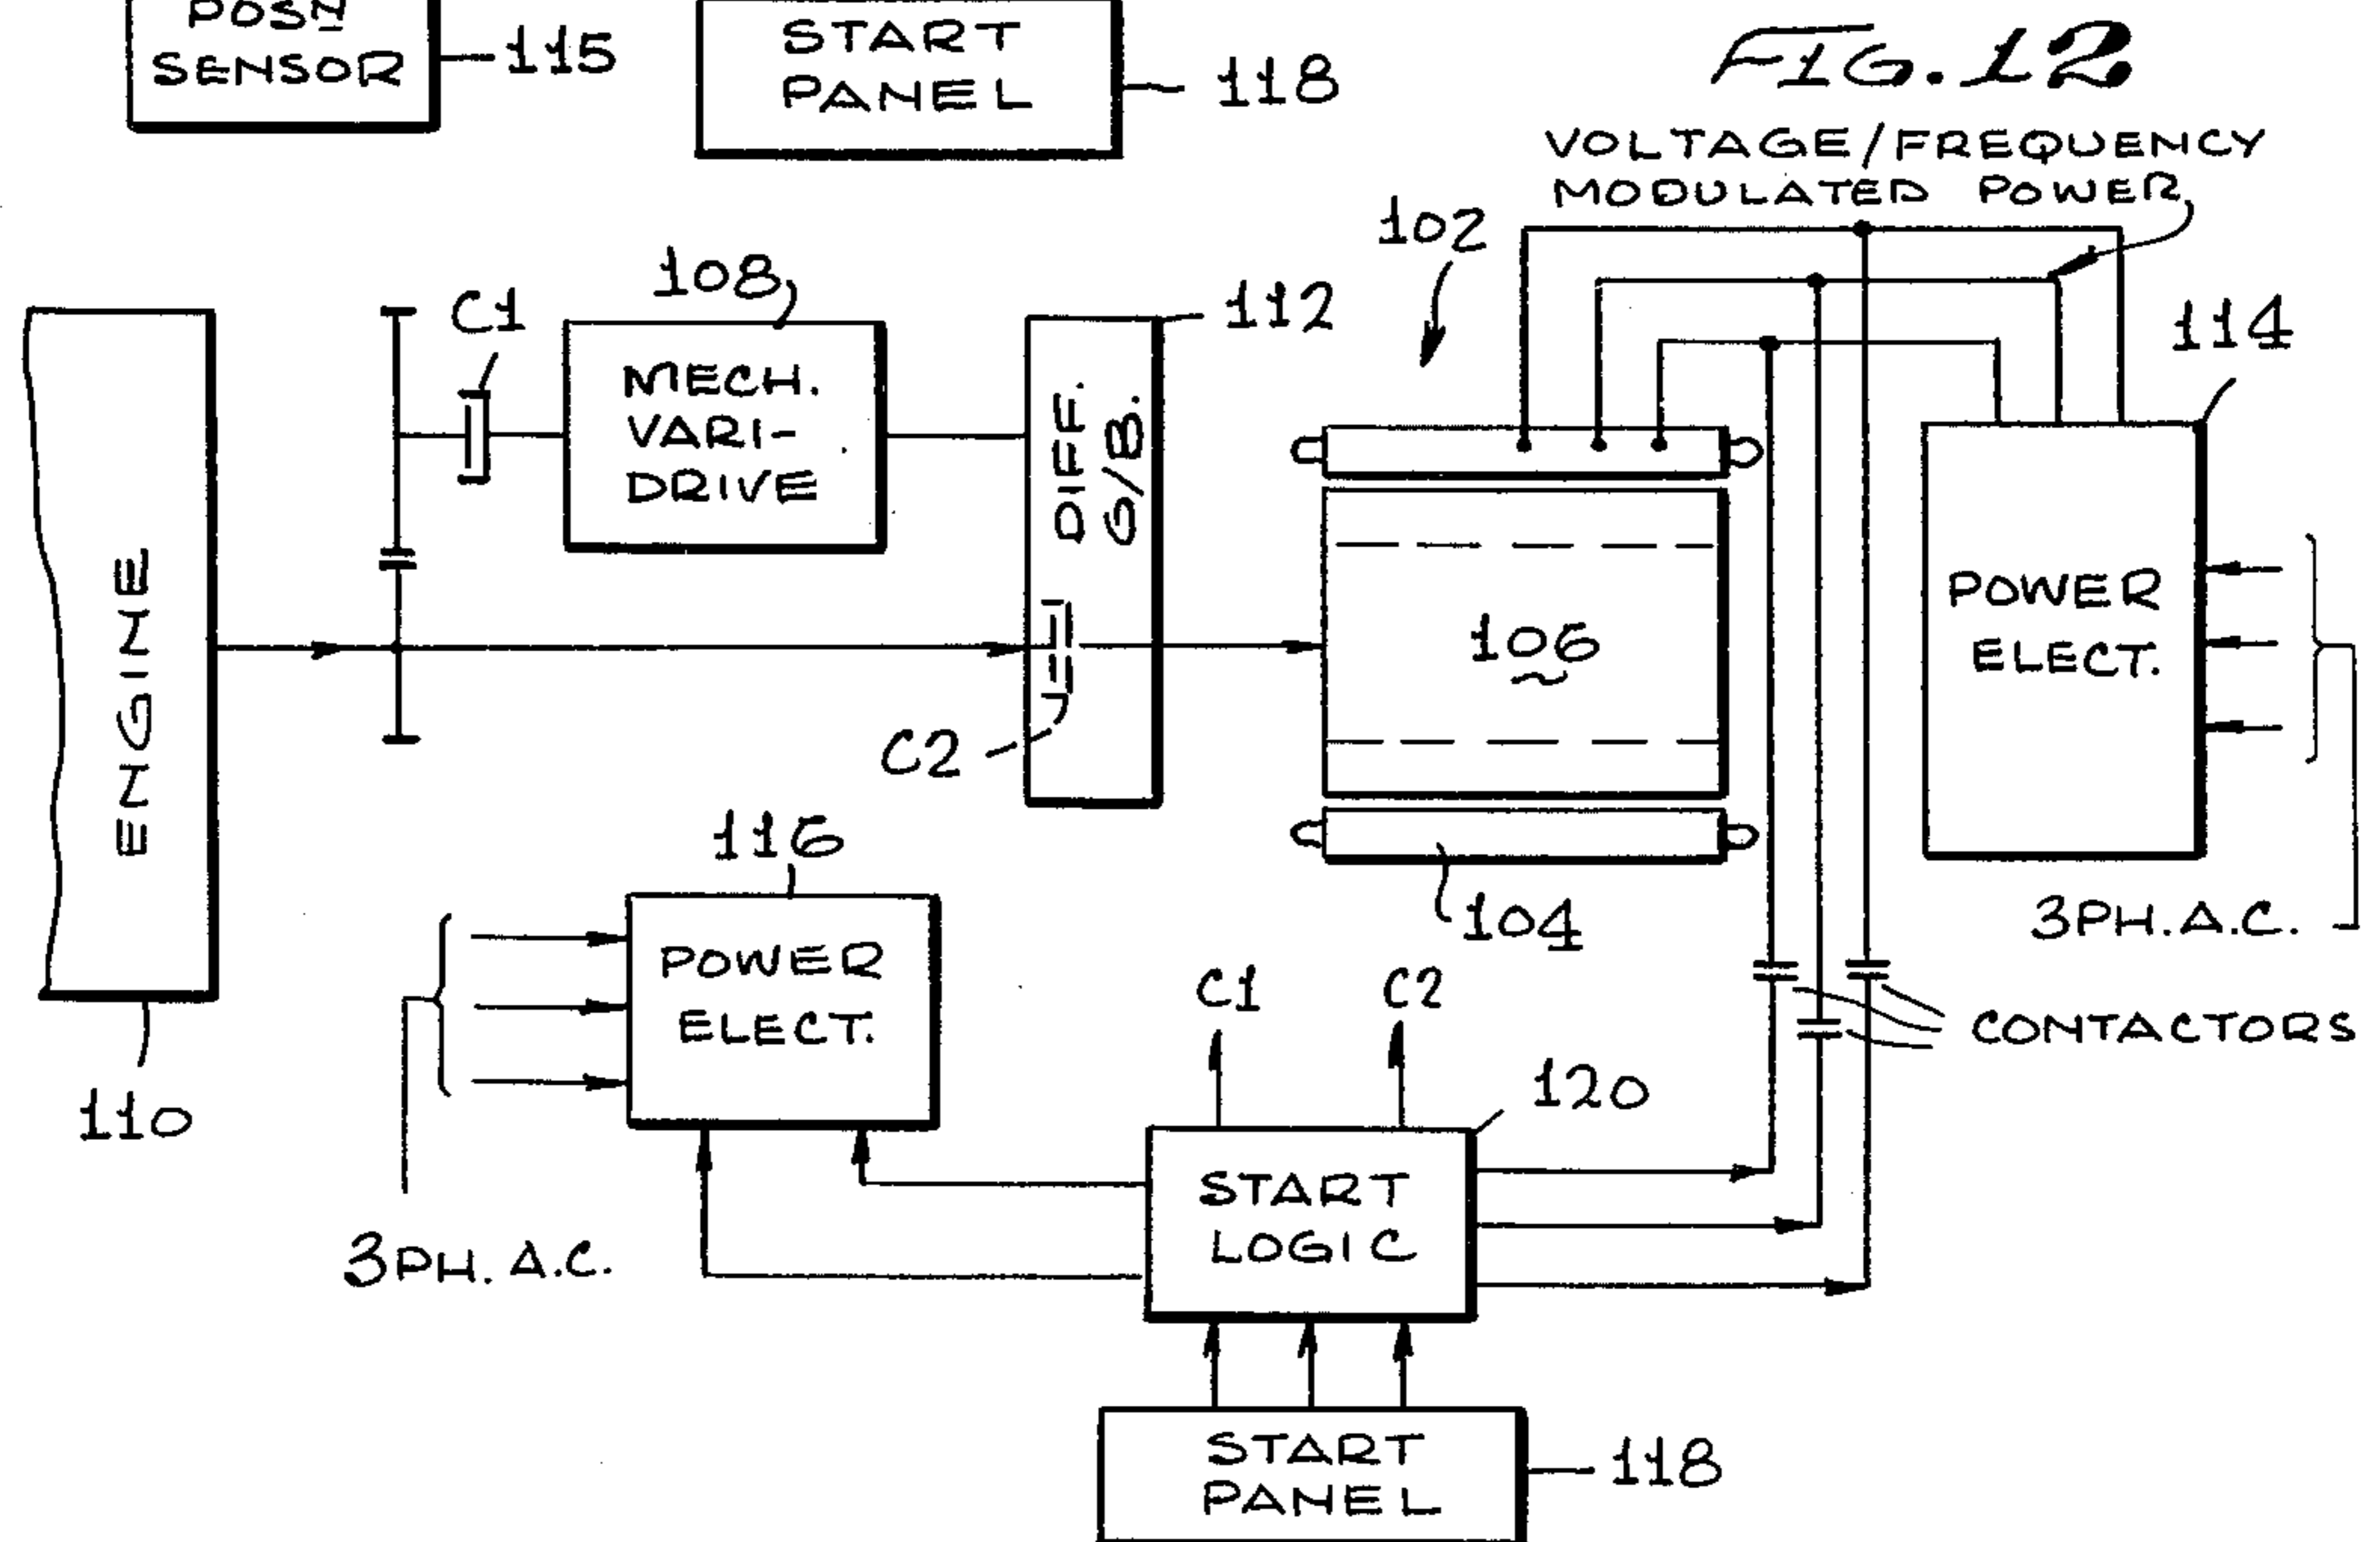 POSN
SENSOR
115
START
PANEL
118
FIG. 12
VOLTAGE/FREQUENCY
MODULATED POWER
102
108
C1
112
114
MECH.
VARI-
DRIVE
DIFF.
G/B.
ENGINE
106
POWER
ELECT.
C2
116
104
3PH. A.C.
POWER
ELECT.
C1
C2
CONTACTORS
110
120
START
LOGIC
3PH. A.C.
START
PANEL
118